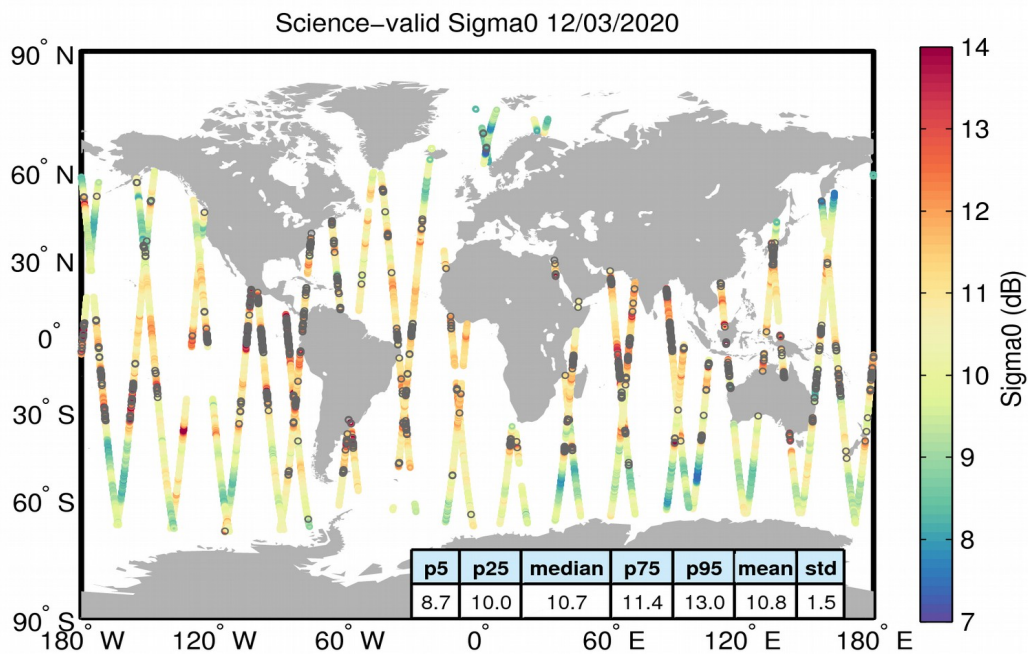 Science−valid Sigma0 12/03/2020
90° N
60° N
30° N
0°
30° S
60° S
90° S
180° W
120° W
60° W
0°
60° E
120° E
180° E
14
13
12
11
10
9
8
7
Sigma0 (dB)
p5 p25 median p75 p95 mean std
8.7 10.0 10.7 11.4 13.0 10.8 1.5